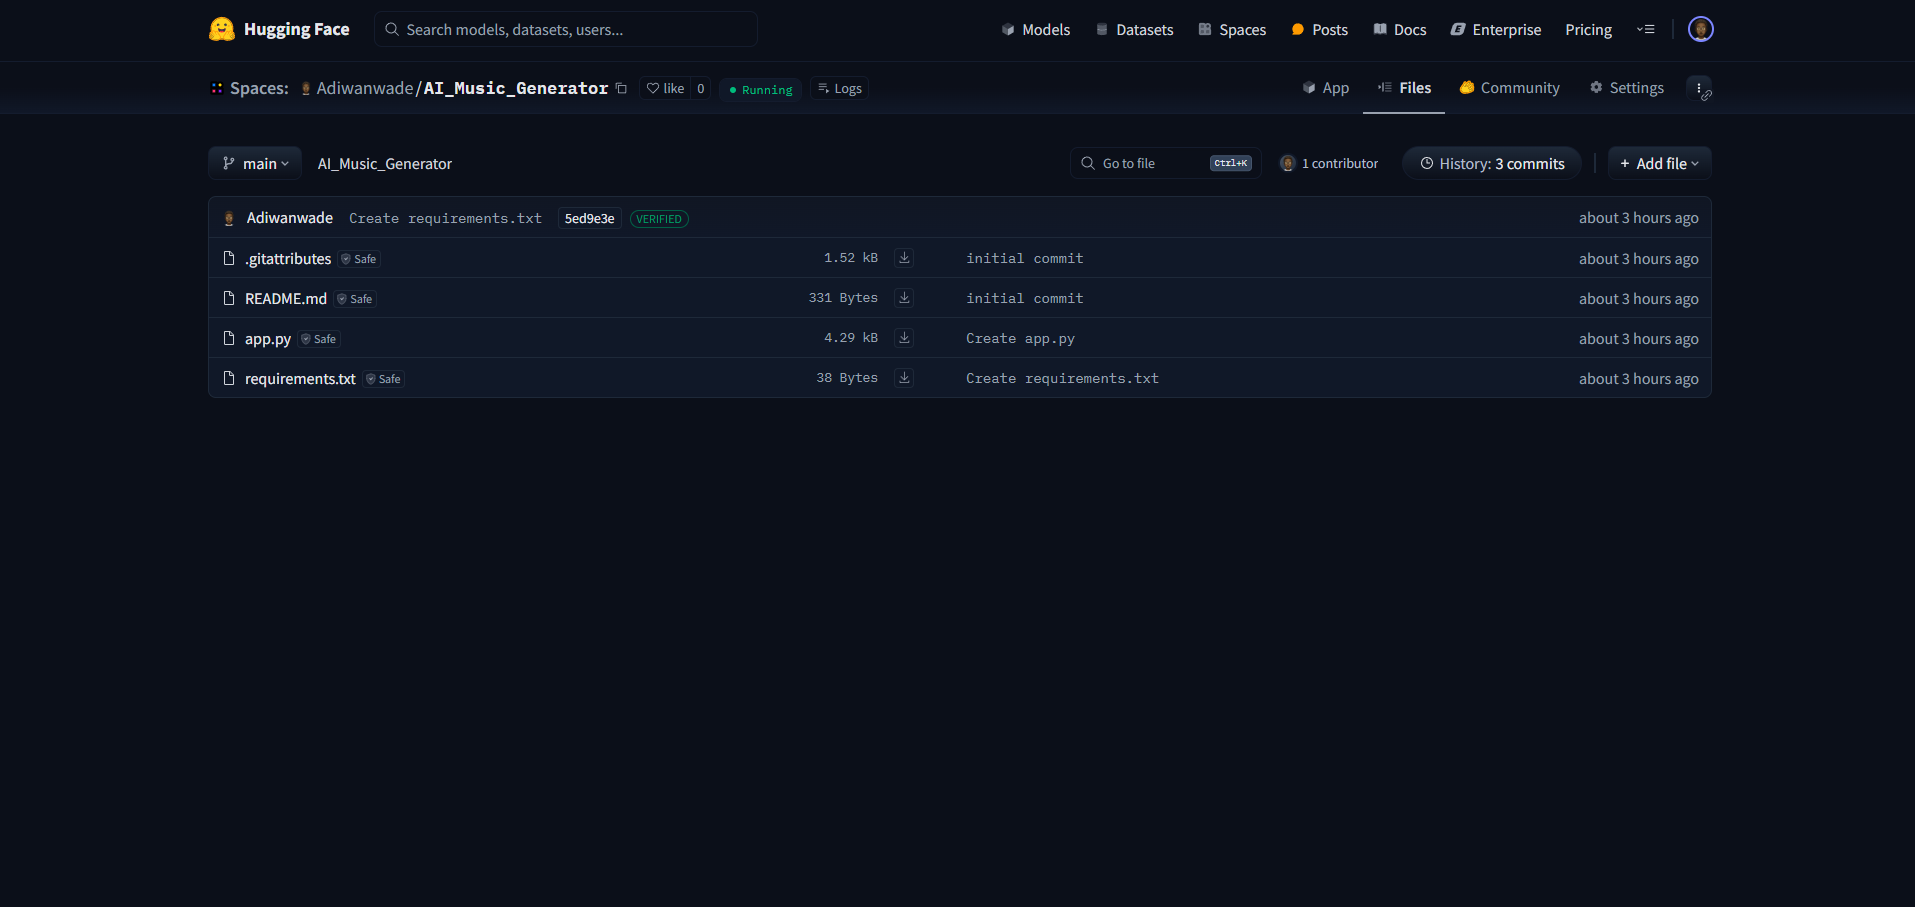 Hugging Face
Search models, datasets, users...
Models
Datasets
Spaces
Posts
Docs
Enterprise
Pricing
Spaces:
Adiwanwade/AI_Music_Generator
like 0
Running
Logs
App
Files
Community
Settings
main
AI_Music_Generator
Go to file
Ctrl+K
1 contributor
History: 3 commits
+ Add file
Adiwanwade Create requirements.txt 5ed9e3e VERIFIED about 3 hours ago
.gitattributes Safe 1.52 kB initial commit about 3 hours ago
README.md Safe 331 Bytes initial commit about 3 hours ago
app.py Safe 4.29 kB Create app.py about 3 hours ago
requirements.txt Safe 38 Bytes Create requirements.txt about 3 hours ago